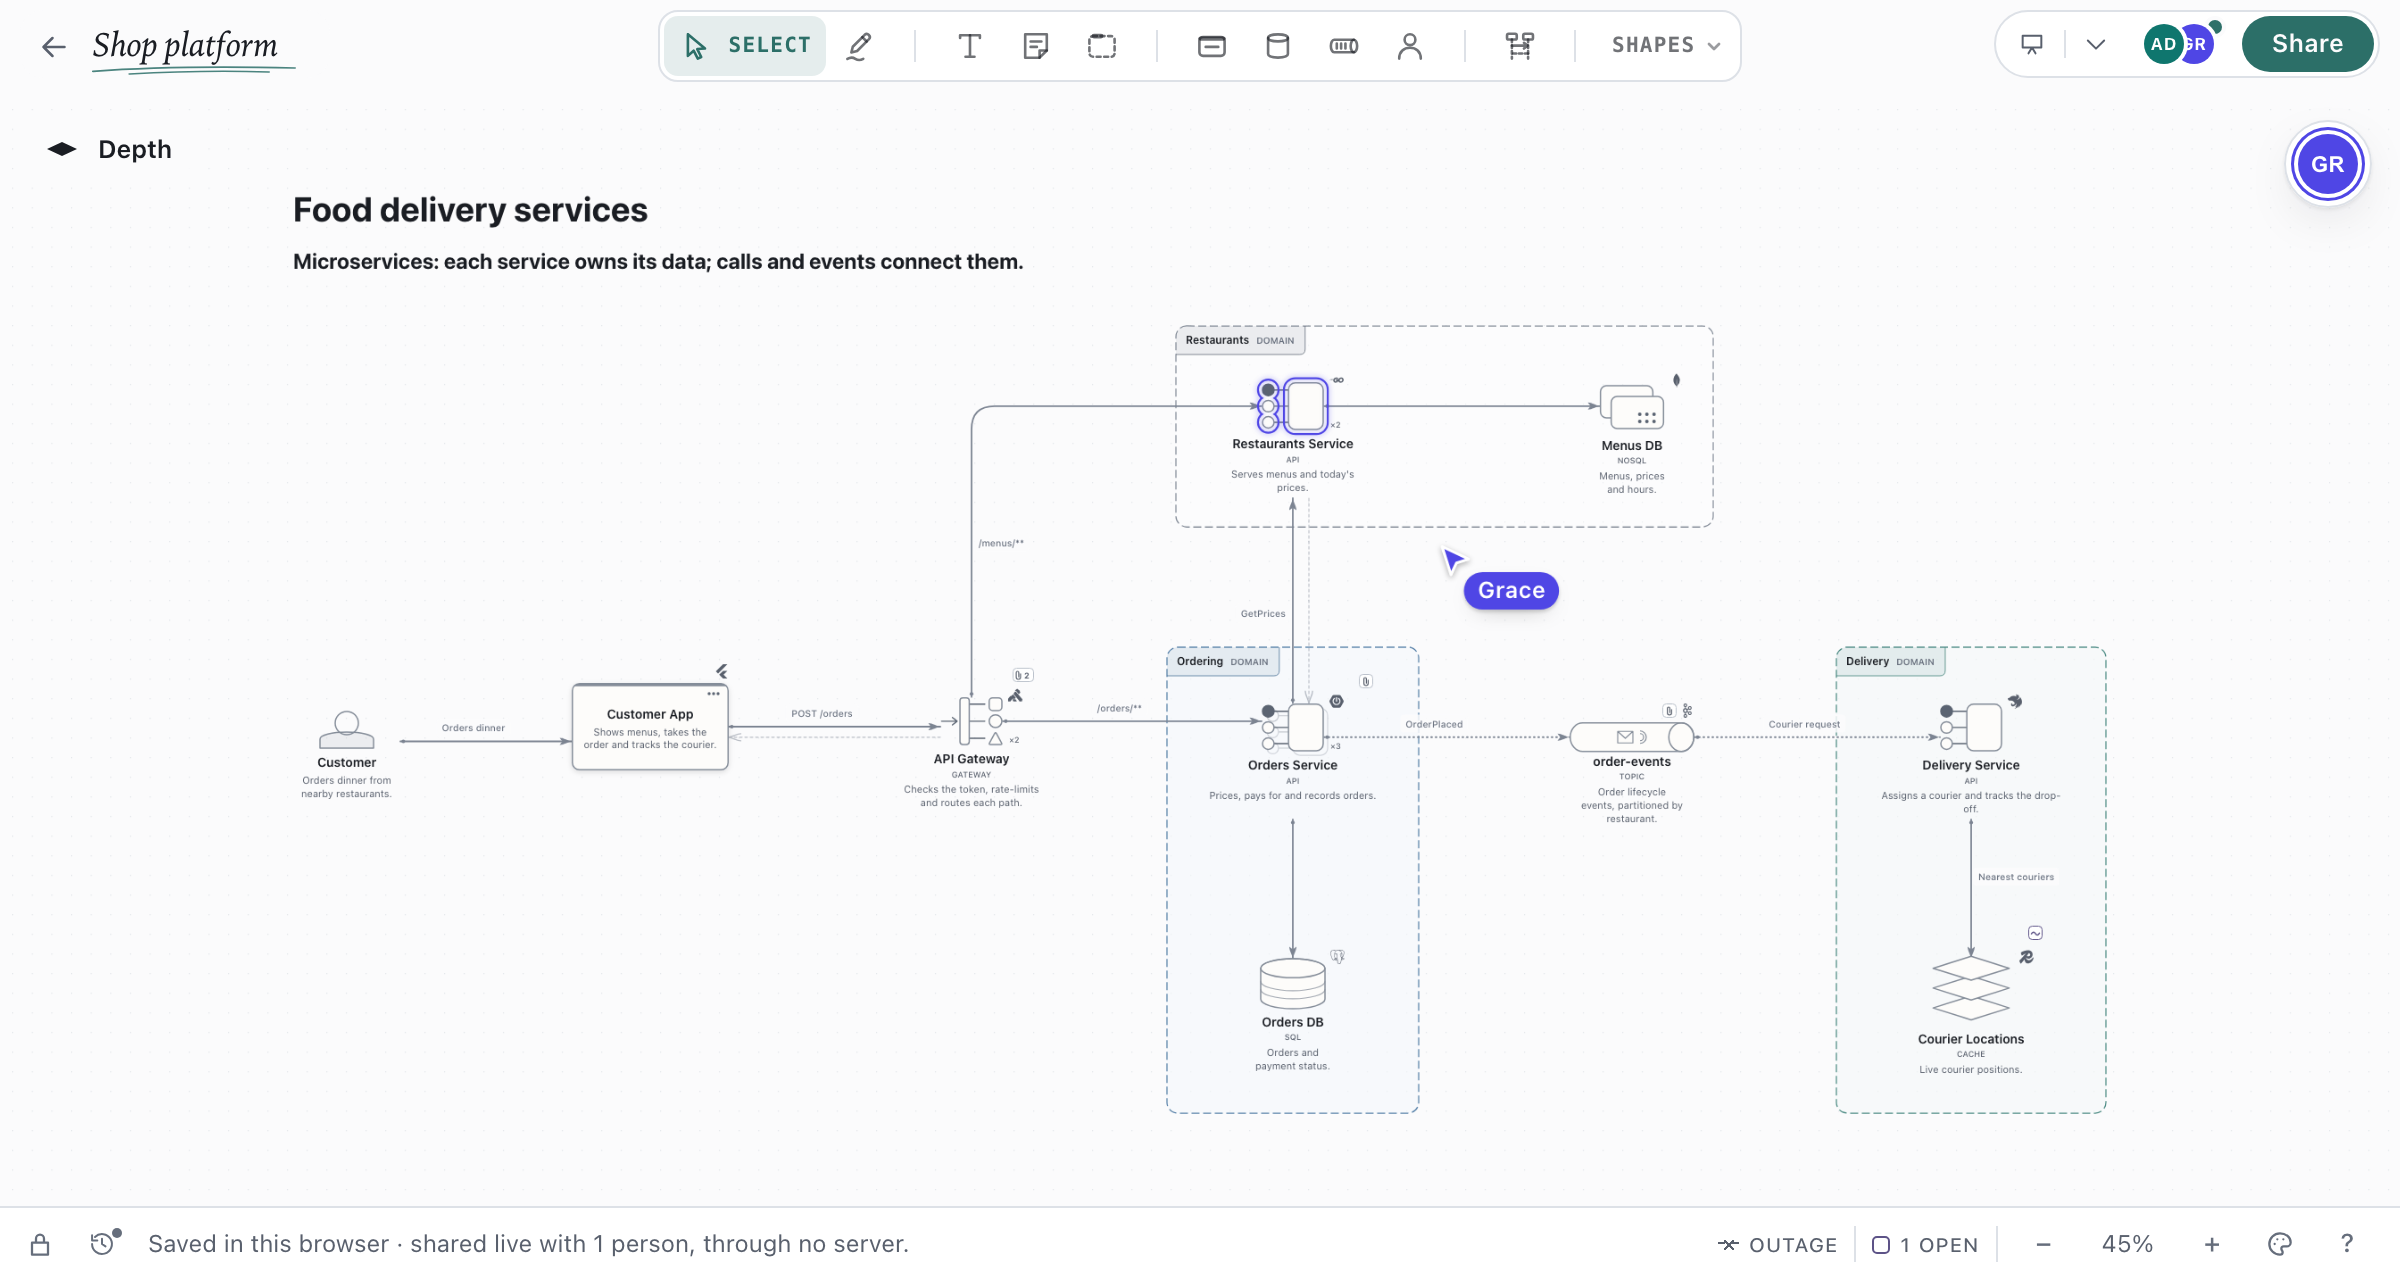 Shop platform
SELECT
SHAPES
AD
GR
Share
Depth
GR
Food delivery services
Microservices: each service owns its data; calls and events connect them.
Restaurants DOMAIN
×2
Restaurants Service
API
Serves menus and today's
prices.
Menus DB
NOSQL
Menus, prices
and hours.
/menus/**
Grace
GetPrices
Ordering DOMAIN
Delivery DOMAIN
Customer App
Shows menus, takes the
order and tracks the courier.
Orders dinner
Customer
Orders dinner from
nearby restaurants.
POST /orders
2
×2
API Gateway
GATEWAY
Checks the token, rate-limits
and routes each path.
/orders/**
×3
Orders Service
API
Prices, pays for and records orders.
OrderPlaced
order-events
TOPIC
Order lifecycle
events, partitioned by
restaurant.
Courier request
Delivery Service
API
Assigns a courier and tracks the drop-
off.
Nearest couriers
Orders DB
SQL
Orders and
payment status.
Courier Locations
CACHE
Live courier positions.
Saved in this browser · shared live with 1 person, through no server.
OUTAGE
1 OPEN
− 45% +
?